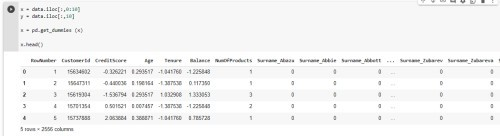 x = data.iloc[:,0:10]
y = data.iloc[:,10]
x = pd.get_dummies (x)
x.head()
RowNumber CustomerId CreditScore Age Tenure Balance NumOfProducts Surname_Abazu Surname_Abbie Surname_Abbott ... Surname_Zubarev Surname_Zubareva
0 1 15634602 -0.326221 0.293517 -1.041760 -1.225848 1 0 0 0 ... 0 0
1 2 15647311 -0.440036 0.198164 -1.387538 0.117350 1 0 0 0 ... 0 0
2 3 15619304 -1.536794 0.293517 1.032908 1.333053 3 0 0 0 ... 0 0
3 4 15701354 0.501521 0.007457 -1.387538 -1.225848 2 0 0 0 ... 0 0
4 5 15737888 2.063884 0.388871 -1.041760 0.785728 1 0 0 0 ... 0 0
5 rows × 2956 columns